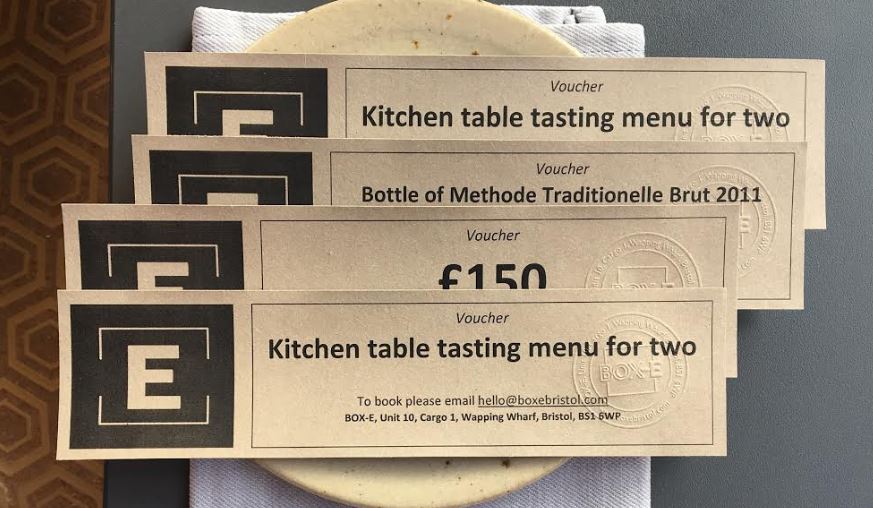 E
Voucher
Kitchen table tasting menu for two
E
Voucher
Bottle of Methode Traditionelle Brut 2011
E
Voucher
£150
E
Voucher
Kitchen table tasting menu for two
BOX-E
To book please email hello@boxebristol.com
BOX-E, Unit 10, Cargo 1, Wapping Wharf, Bristol, BS1 6WP